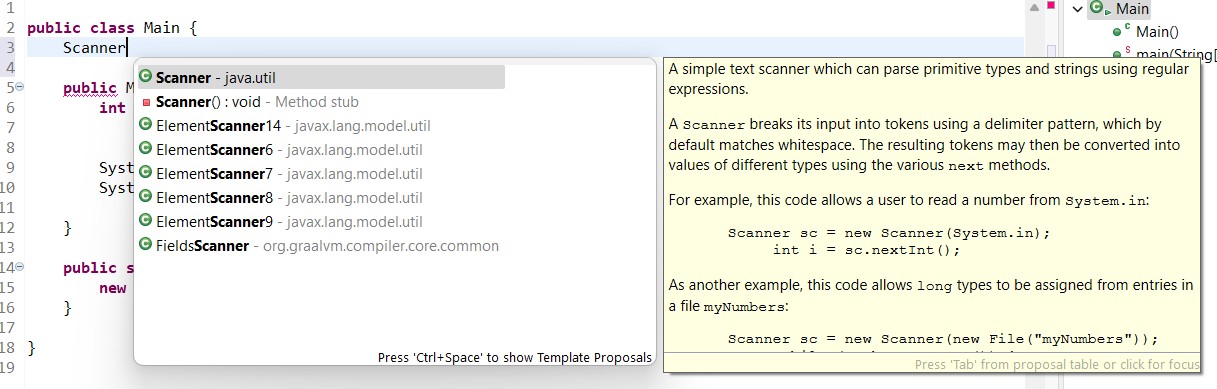 1
2 public class Main {
3 Scanner
4
5 public M
6 int
7
8
9 Syst
10 Syst
11
12 }
13
14 public s
15 new
16 }
17
18 }
19
Scanner - java.util
Scanner() : void - Method stub
ElementScanner14 - javax.lang.model.util
ElementScanner6 - javax.lang.model.util
ElementScanner7 - javax.lang.model.util
ElementScanner8 - javax.lang.model.util
ElementScanner9 - javax.lang.model.util
FieldsScanner - org.graalvm.compiler.core.common
Press 'Ctrl+Space' to show Template Proposals
A simple text scanner which can parse primitive types and strings using regular
expressions.
A Scanner breaks its input into tokens using a delimiter pattern, which by
default matches whitespace. The resulting tokens may then be converted into
values of different types using the various next methods.
For example, this code allows a user to read a number from System.in:
Scanner sc = new Scanner(System.in);
int i = sc.nextInt();
As another example, this code allows long types to be assigned from entries in
a file myNumbers:
Scanner sc = new Scanner(new File("myNumbers"));
Press 'Tab' from proposal table or click for focus
Main
Main()
main(String[